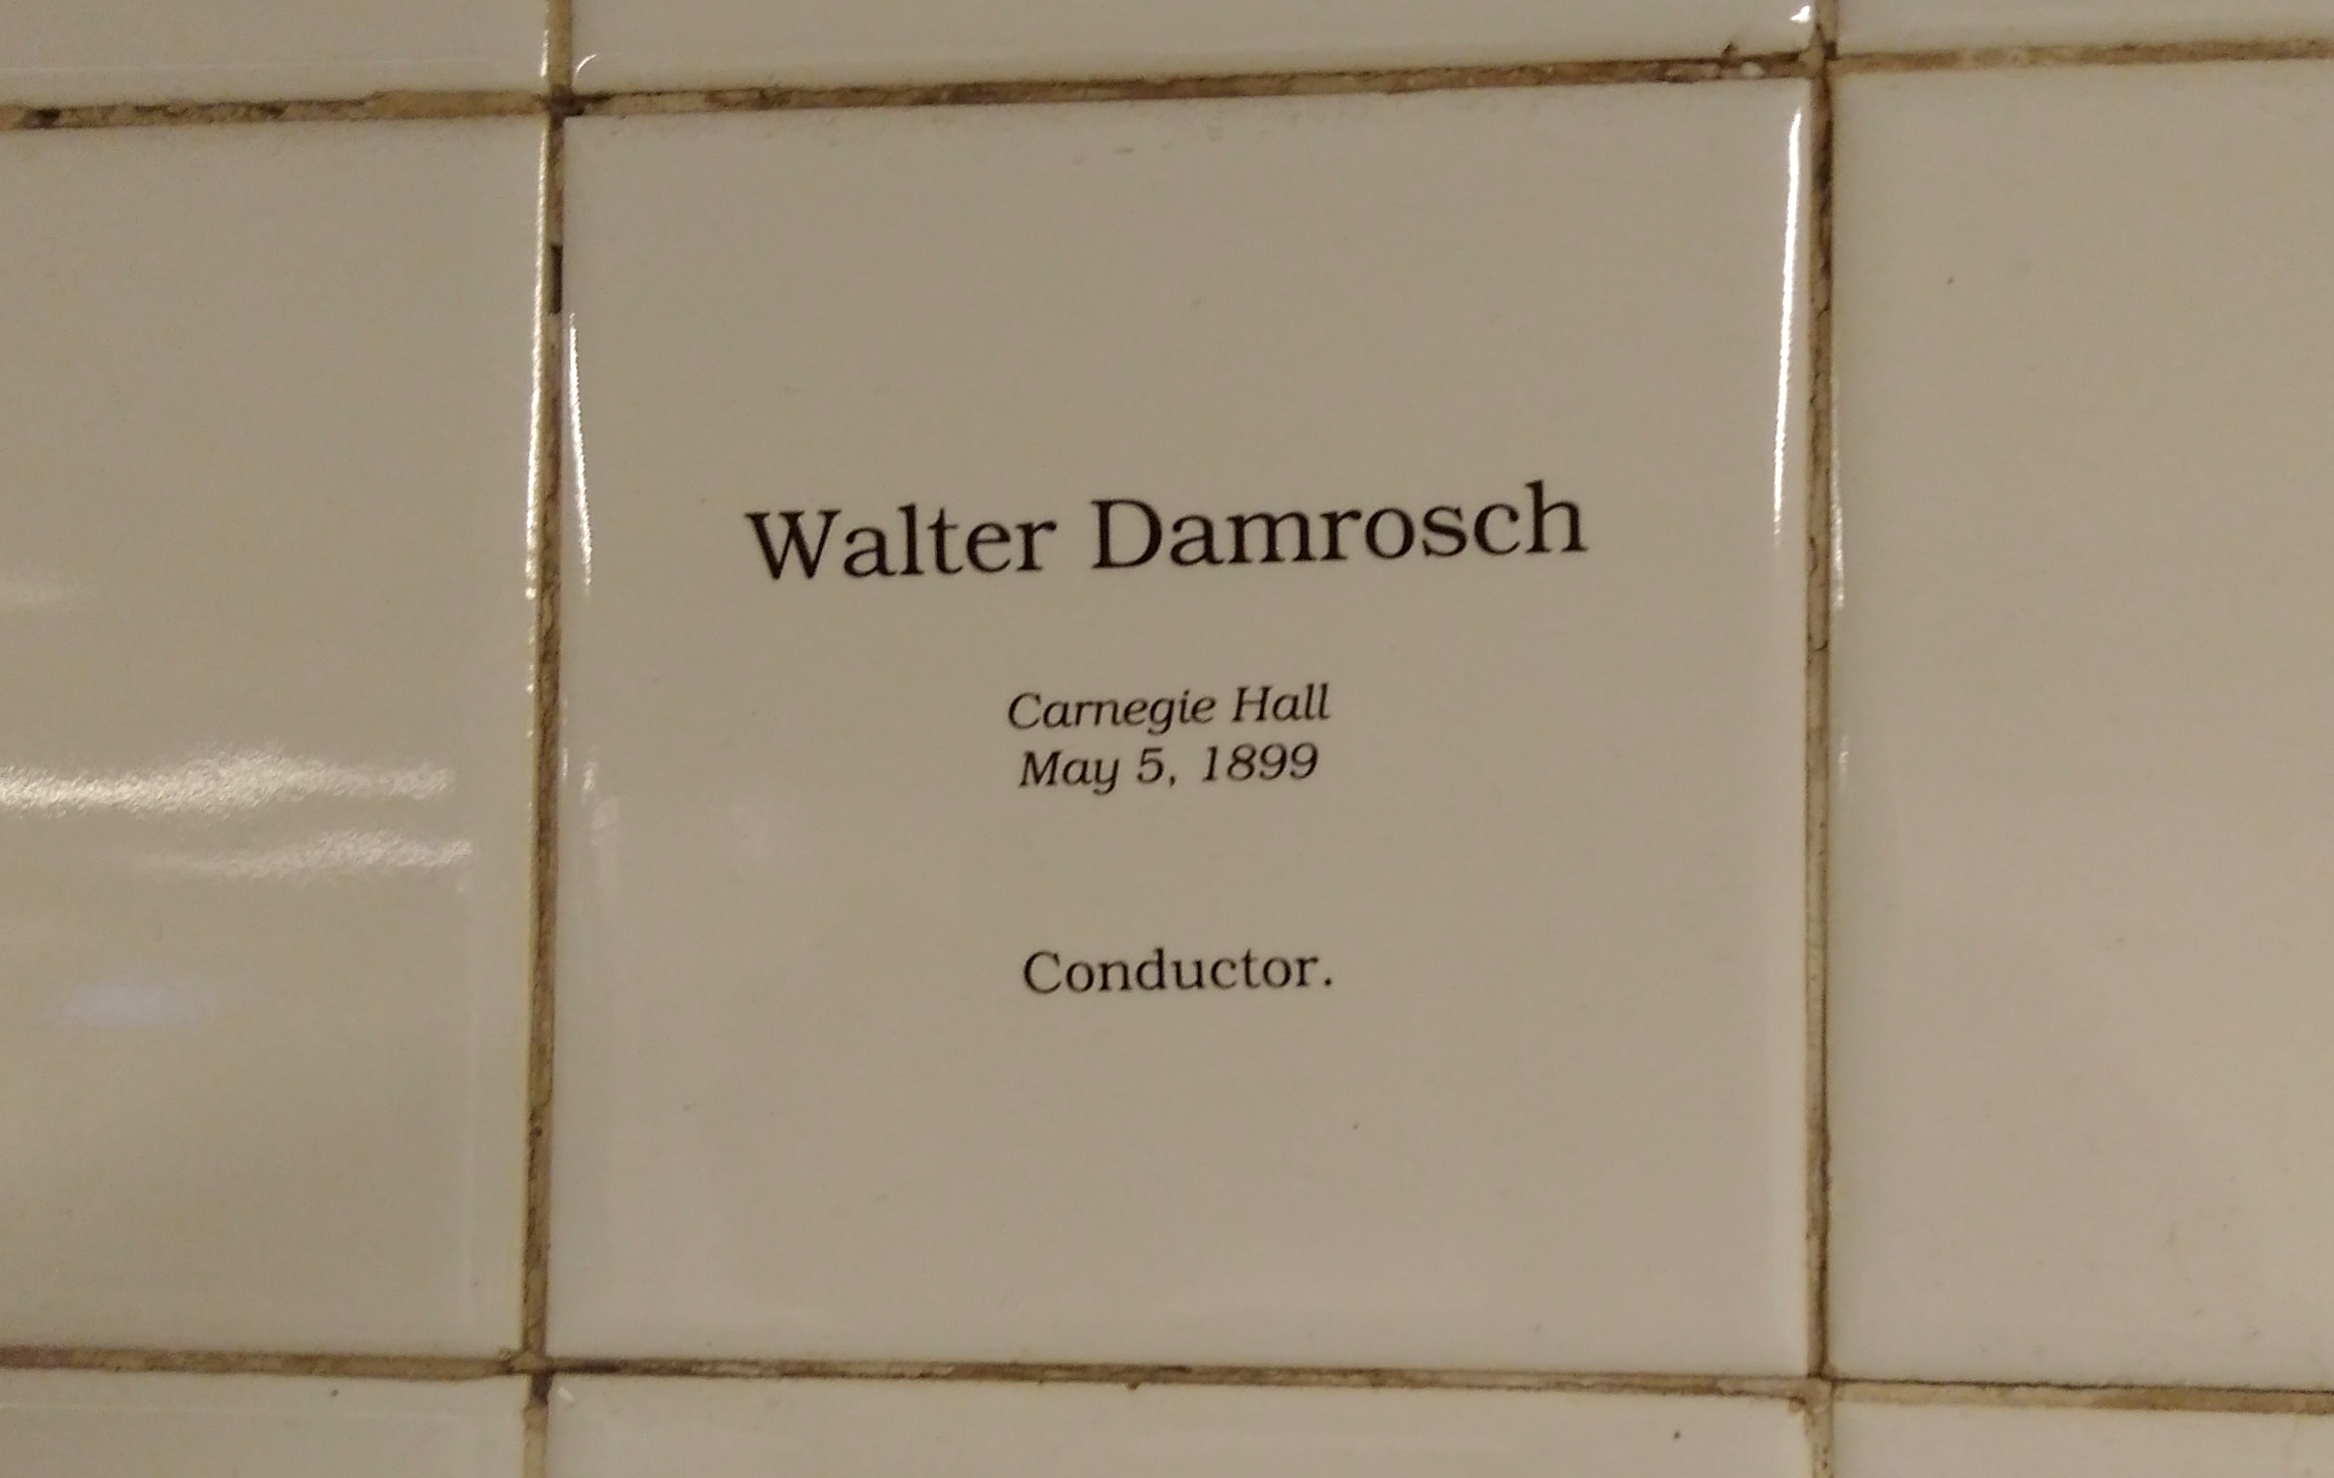 Walter Damrosch
Carnegie Hall
May 5, 1899
Conductor.